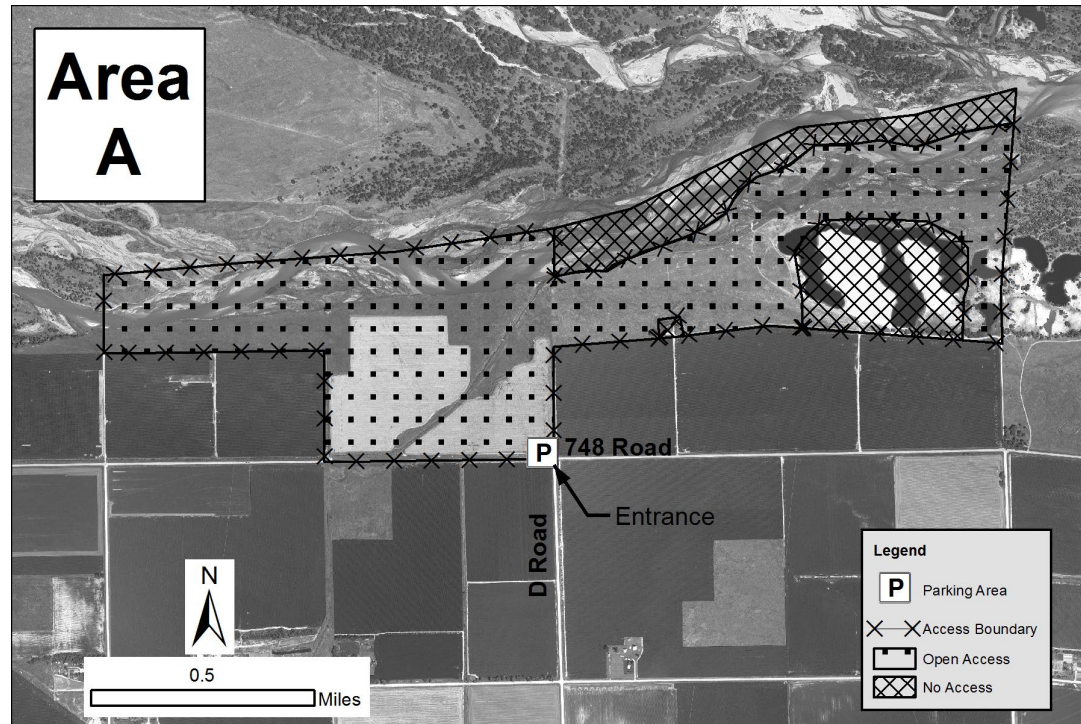 Area
A
P
748 Road
Entrance
D Road
N
0.5
Miles
Legend
P
Parking Area
Access Boundary
Open Access
No Access